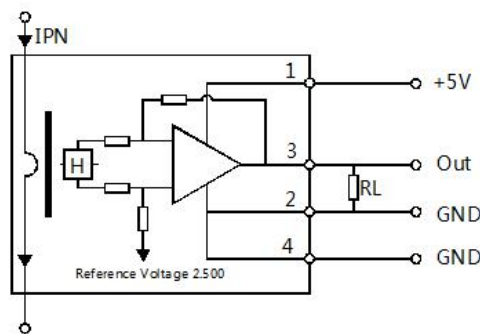 IPN
1
+5V
H
3
Out
RL
2
GND
4
GND
Reference Voltage 2.500